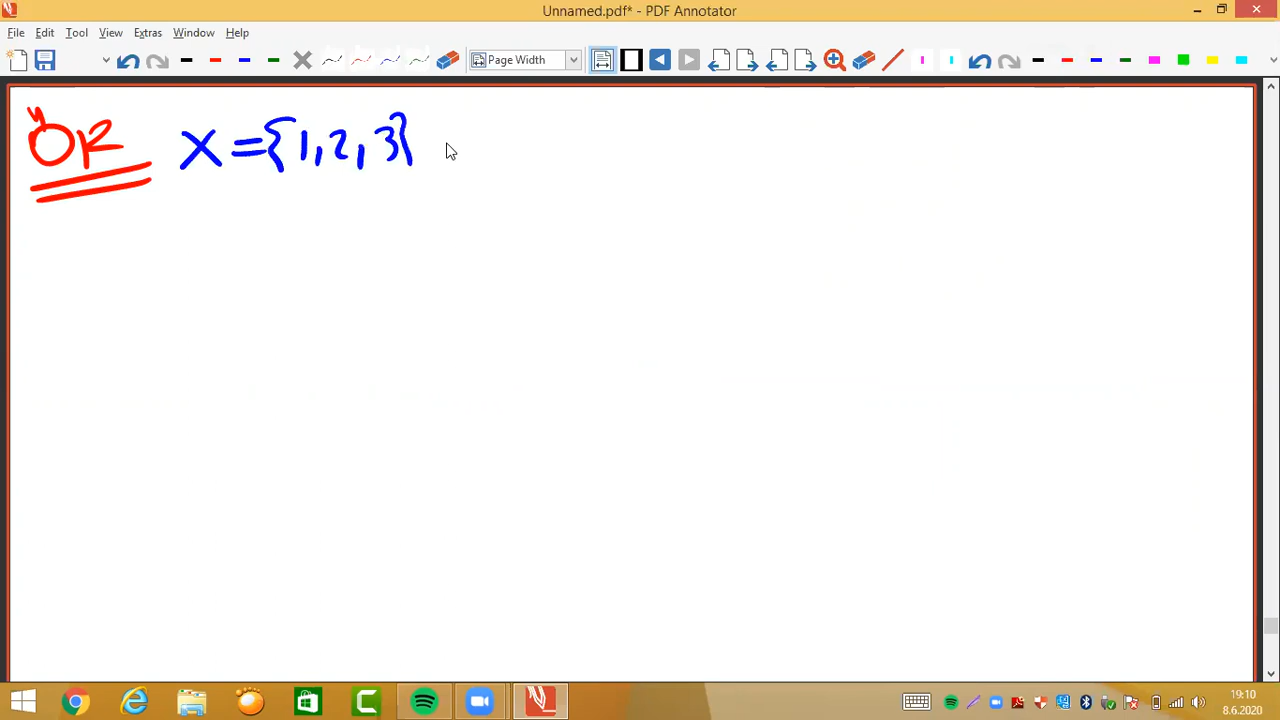 Unnamed.pdf* - PDF Annotator
File Edit Tool View Extras Window Help
Page Width
ÖR X = {1, 2, 3}
19:10
8.6.2020